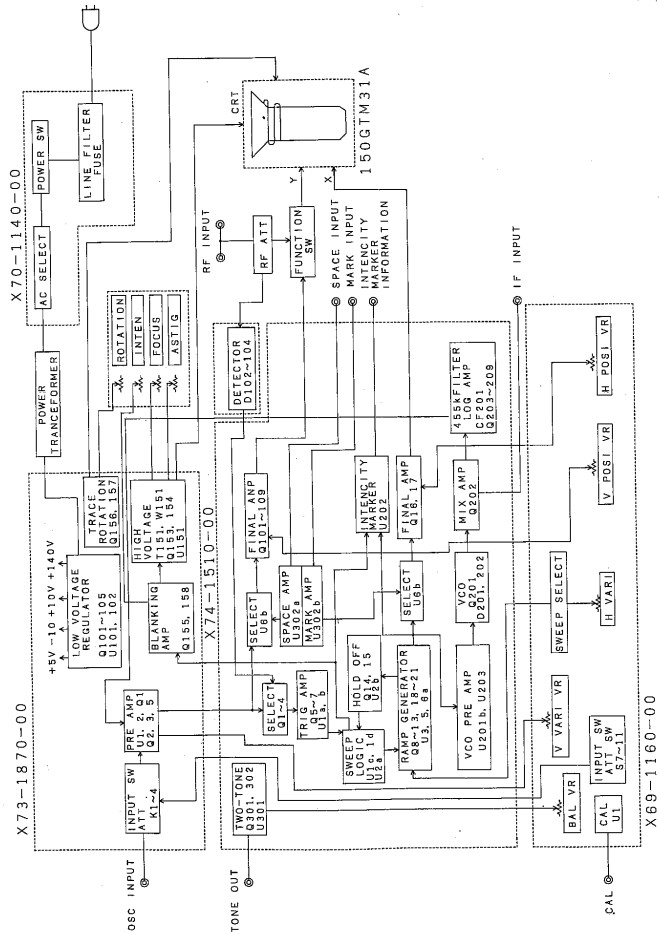 X73-1870-00
+5V -10 +10V +140V
LOW VOLTAGE
REGULATOR
Q101~105
U101, 102
TRACE
ROTATION
Q156, 157
HIGH
VOLTAGE
T151, W151
Q153, 154
U151
BLANKING
AMP
Q155, 158
PRE AMP
U1, 2, Q1
Q2, 3, 5
INPUT SW
ATT
K1~4
OSC INPUT
POWER
TRANCEFORMER
X70-1140-00
AC SELECT
POWER SW
LINE FILTER
FUSE
ROTATION
INTEN
FOCUS
ASTIG
CRT
150GTM31A
Y
X
RF INPUT
RF ATT
FUNCTION
SW
SPACE INPUT
MARK INPUT
INTENCITY
MARKER
INFORMATION
IF INPUT
X74-1510-00
DETECTOR
D102~104
FINAL ANP
Q101~109
SELECT
U6b
SPACE AMP
U302a
MARK AMP
U302b
SELECT
Q1~4
TRIG AMP
Q5~7
U1a, b
HOLD OFF
Q14, 15
U2b
SWEEP
LOGIC
U1c, 1d
U2a
TWO-TONE
Q301, 302
U301
TONE OUT
INTENCITY
MARKER
U202
FINAL AMP
Q16, 17
SELECT
U6b
RAMP GENERATOR
Q8~13, 18~21
U3, 5, 6a
455kFILTER
LOG AMP
CF201
Q203~209
MIX AMP
Q202
VCO
Q201
D201, 202
VCO PRE AMP
U201b, U203
X69-1160-00
H POSI VR
V POSI VR
SWEEP SELECT
H VARI
V VARI VR
INPUT SW
ATT SW
S7~11
BAL VR
CAL
U1
CAL